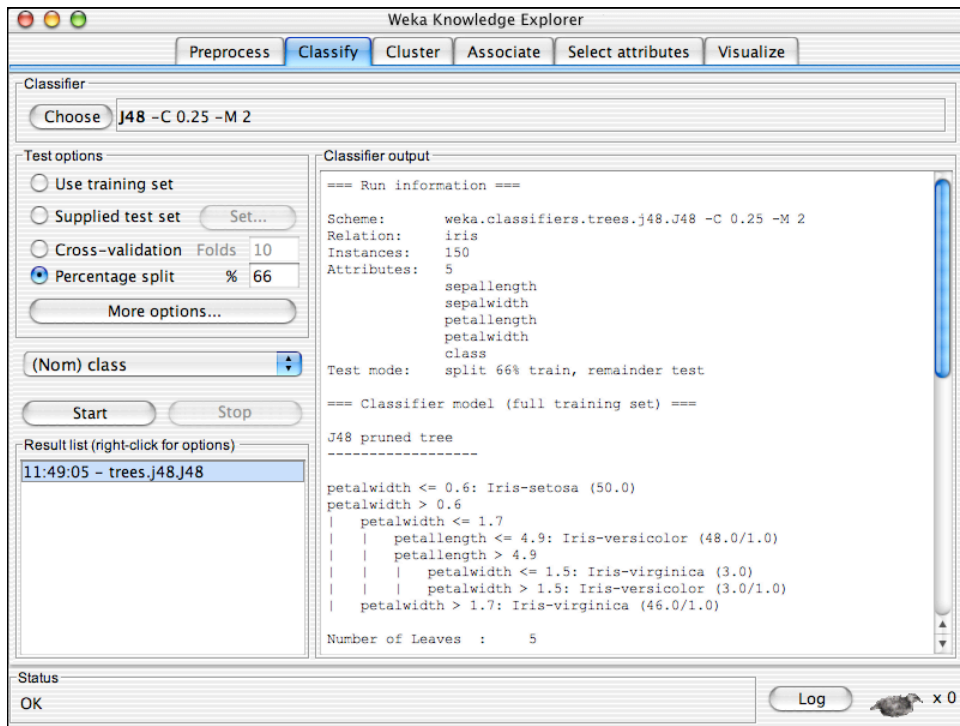 Weka Knowledge Explorer
Preprocess Classify Cluster Associate Select attributes Visualize
Classifier
Choose J48 -C 0.25 -M 2
Test options
Use training set
Supplied test set Set...
Cross-validation Folds 10
Percentage split % 66
More options...
(Nom) class
Start Stop
Result list (right-click for options)
11:49:05 - trees.j48.J48
Classifier output
=== Run information ===
Scheme: weka.classifiers.trees.j48.J48 -C 0.25 -M 2
Relation: iris
Instances: 150
Attributes: 5
sepallength
sepalwidth
petallength
petalwidth
class
Test mode: split 66% train, remainder test
=== Classifier model (full training set) ===
J48 pruned tree
------------------
petalwidth <= 0.6: Iris-setosa (50.0)
petalwidth > 0.6
|   petalwidth <= 1.7
|   |   petallength <= 4.9: Iris-versicolor (48.0/1.0)
|   |   petallength > 4.9
|   |   |   petalwidth <= 1.5: Iris-virginica (3.0)
|   |   |   petalwidth > 1.5: Iris-versicolor (3.0/1.0)
|   petalwidth > 1.7: Iris-virginica (46.0/1.0)
Number of Leaves : 5
Status
OK
Log x 0